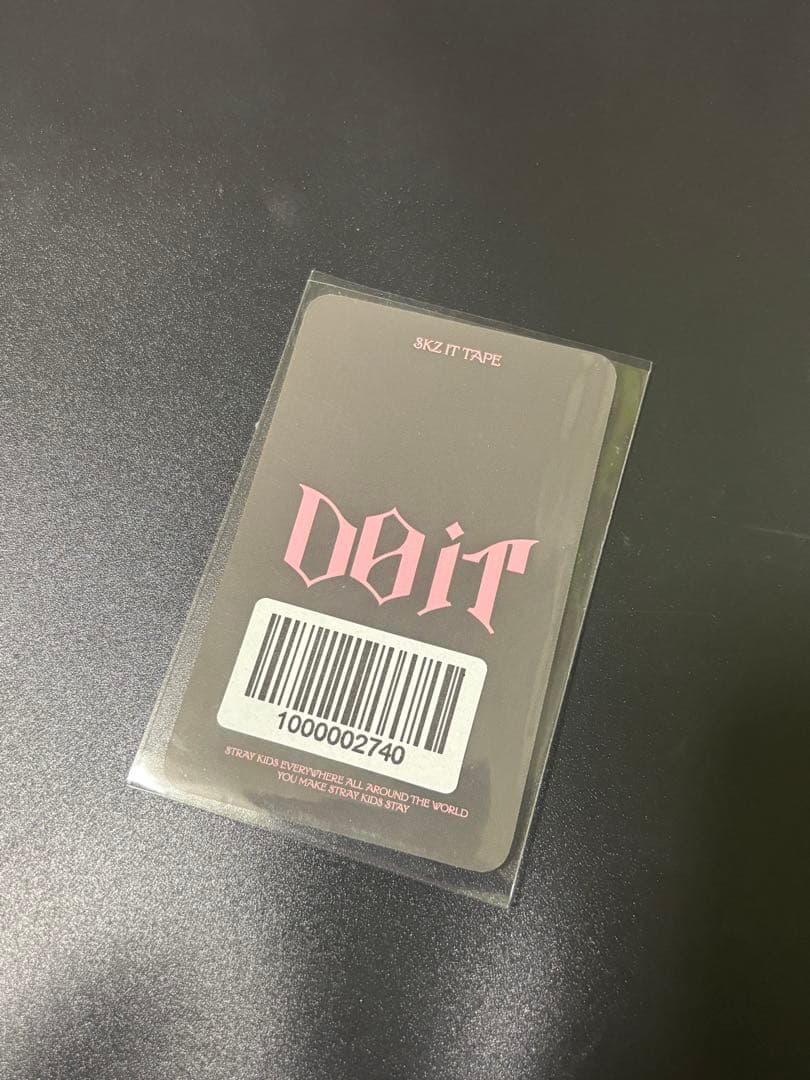 SKZ IT TAPE
DO iT
1000002740
STRAY KIDS EVERYWHERE ALL AROUND THE WORLD
YOU MAKE STRAY KIDS STAY